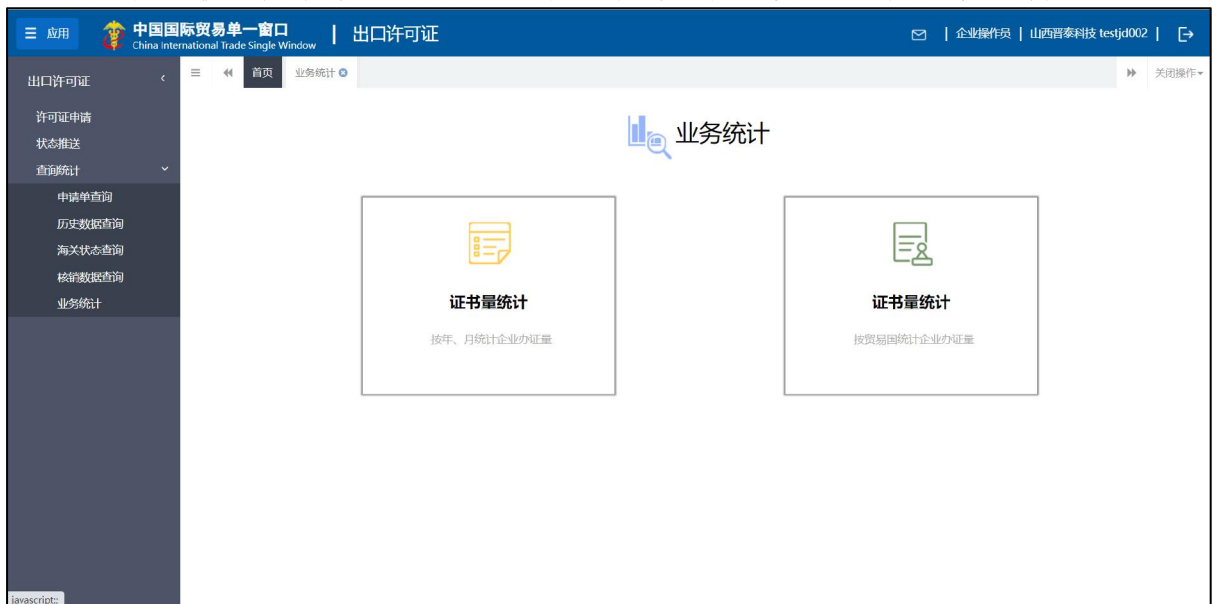 应用
中国国际贸易单一窗口
China International Trade Single Window
出口许可证
企业操作员
山西晋泰科技 testjd002
出口许可证
首页
业务统计
关闭操作
许可证申请
状态推送
查询统计
申请单查询
历史数据查询
海关状态查询
核销数据查询
业务统计
业务统计
证书量统计
按年、月统计企业办证量
证书量统计
按贸易国统计企业办证量
javascript:;